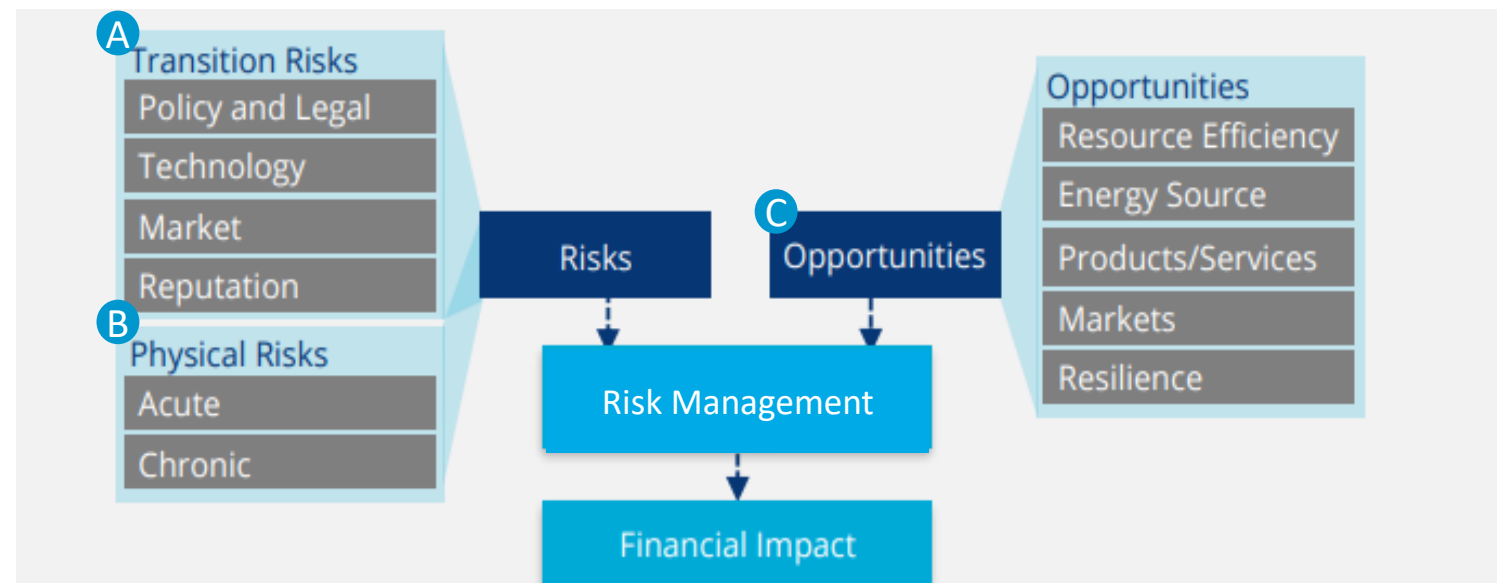 A
Transition Risks
Policy and Legal
Technology
Market
Reputation
B
Physical Risks
Acute
Chronic
Risks
C
Opportunities
Risk Management
Financial Impact
Opportunities
Resource Efficiency
Energy Source
Products/Services
Markets
Resilience